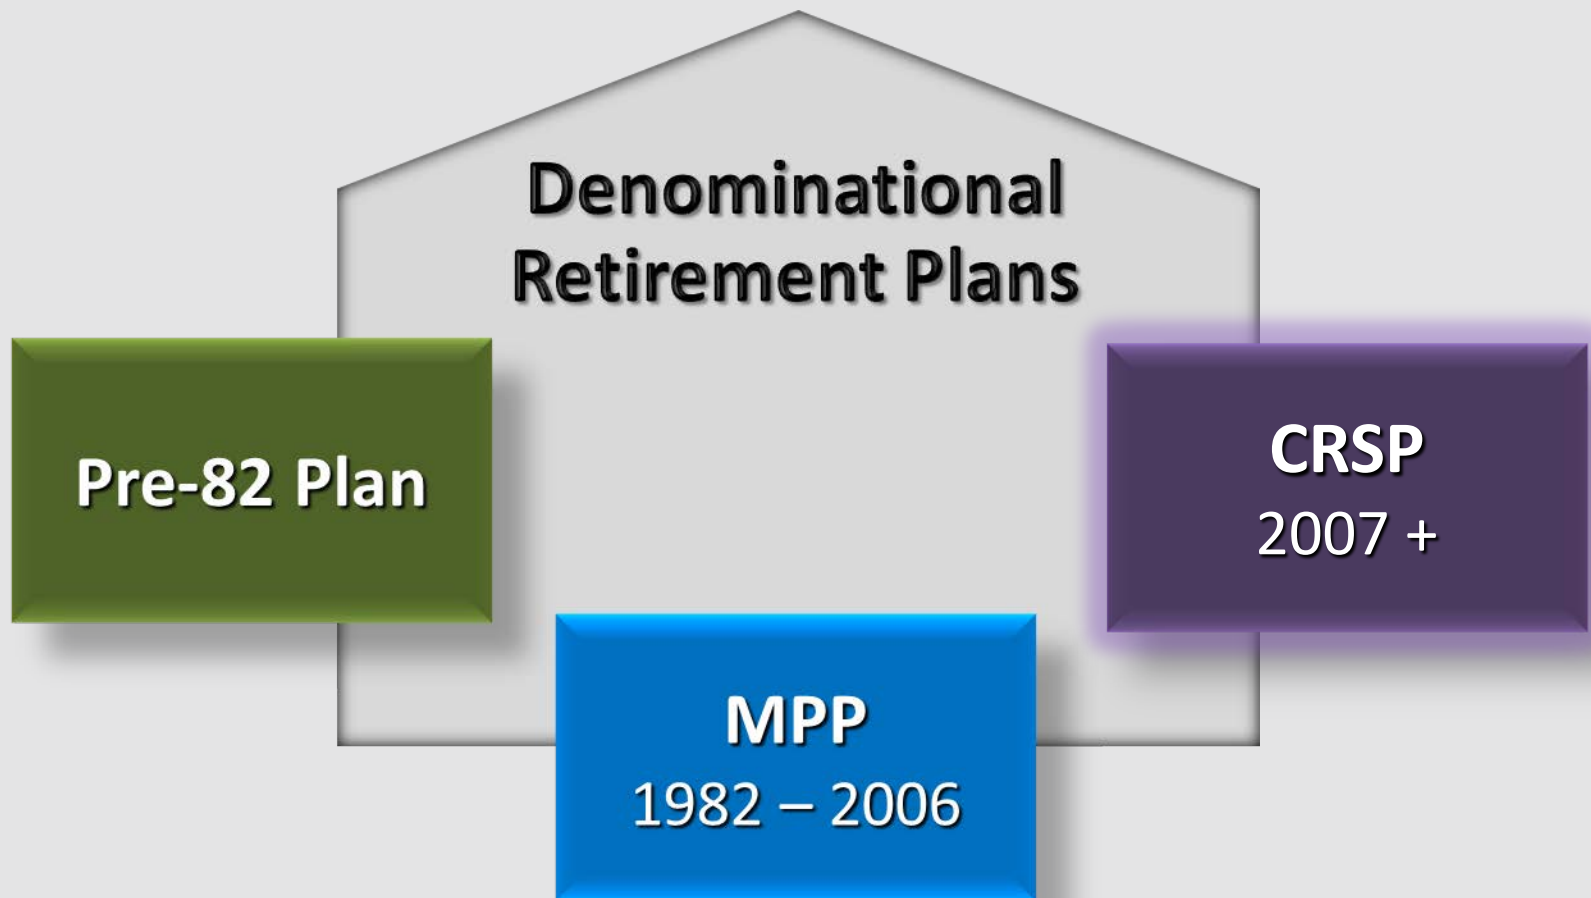 Denominational
Retirement Plans
Pre-82 Plan
CRSP
2007 +
MPP
1982 – 2006